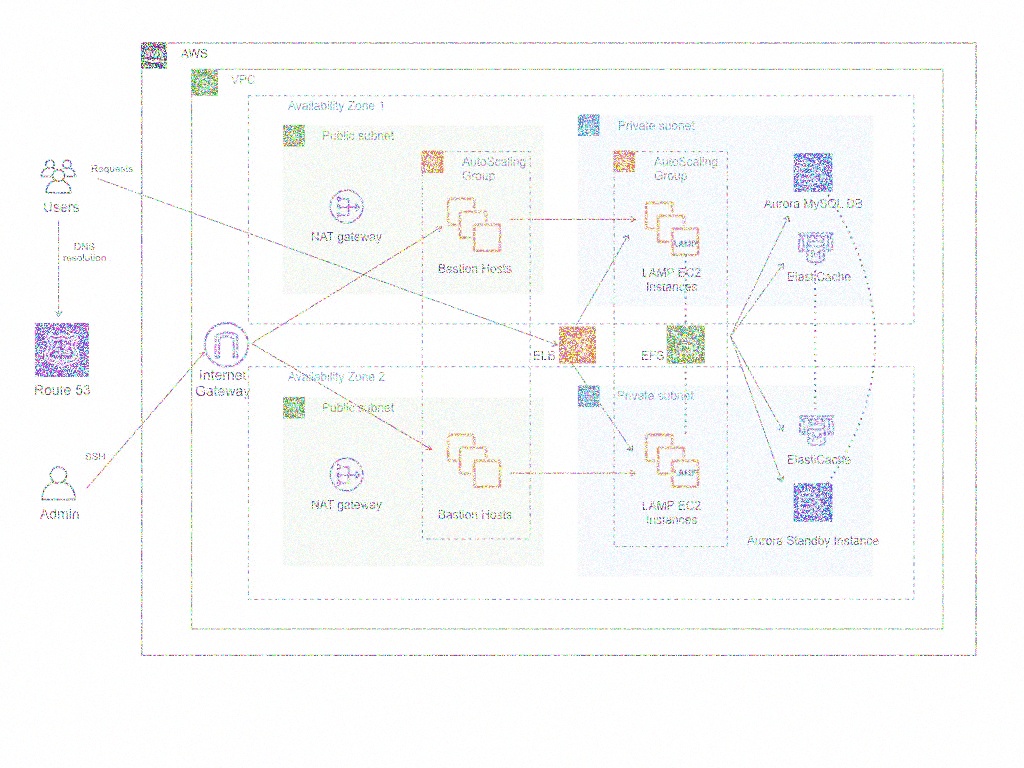 AWS
VPC
Availability Zone 1
Public subnet
Private subnet
AutoScaling
Group
AutoScaling
Group
Requests
Users
NAT gateway
Bastion Hosts
LAMP
LAMP EC2
Instances
Aurora MySQL DB
ElastiCache
DNS
resolution
Route 53
Internet
Gateway
ELB
EFS
Availability Zone 2
Public subnet
Private subnet
SSH
Admin
NAT gateway
Bastion Hosts
LAMP
LAMP EC2
Instances
ElastiCache
Aurora Standby Instance